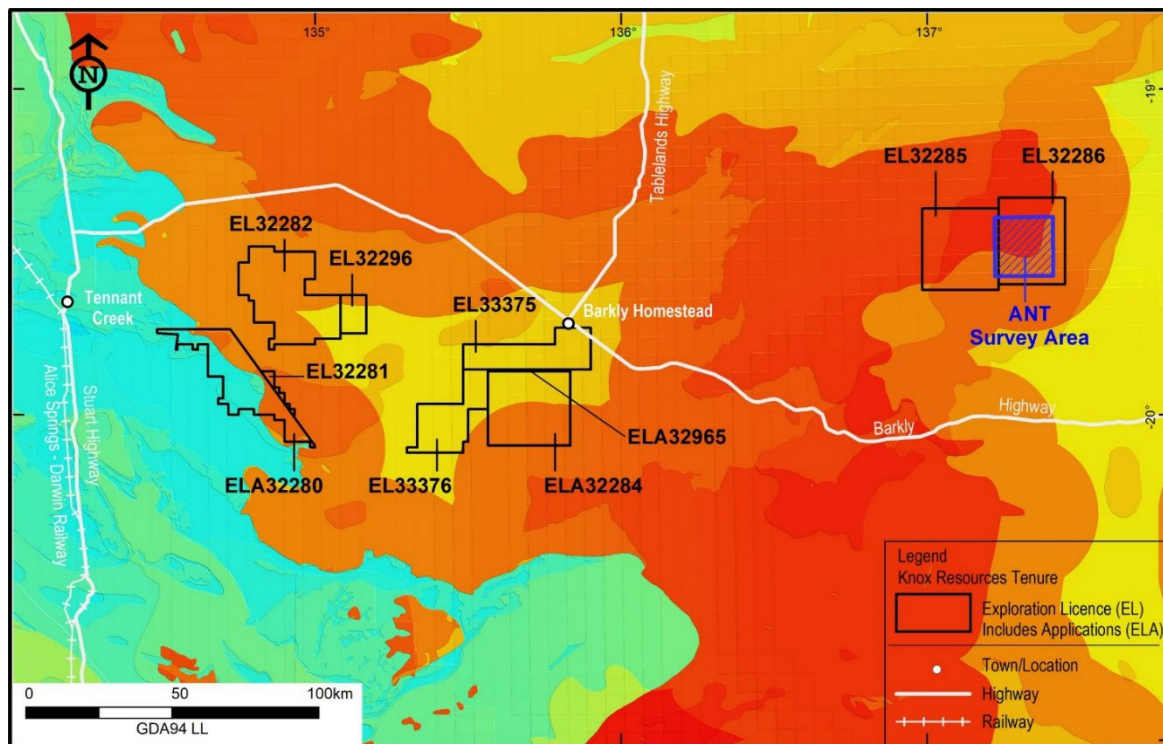 135°
136°
137°
-19°
N
Tablelands Highway
EL32285
EL32286
EL32282
EL32296
EL33375
Barkly Homestead
Tennant
Creek
ANT
Survey Area
EL32281
Stuart Highway
Alice Springs - Darwin Railway
-20°
Barkly
Highway
ELA32965
ELA32280
EL33376
ELA32284
Legend
Knox Resources Tenure
Exploration Licence (EL)
Includes Applications (ELA)
Town/Location
Highway
Railway
0 50 100km
GDA94 LL